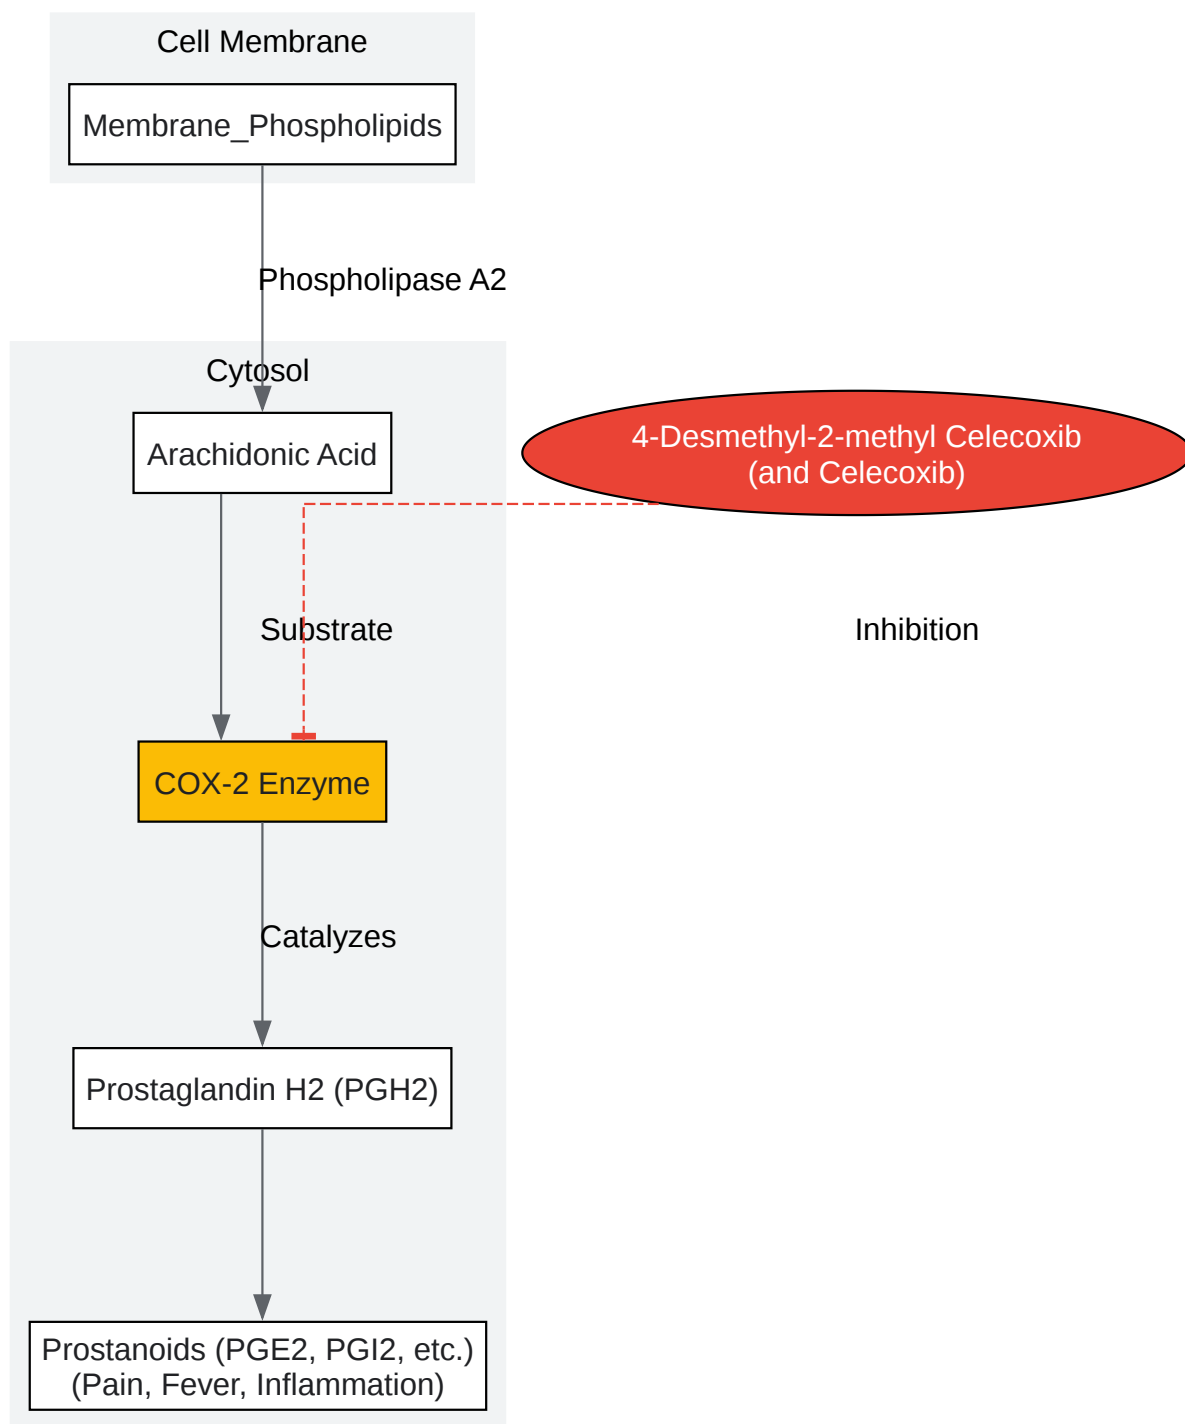 Cell Membrane
Membrane_Phospholipids
Phospholipase A2
Cytosol
Arachidonic Acid
4-Desmethyl-2-methyl Celecoxib
(and Celecoxib)
Substrate
Inhibition
COX-2 Enzyme
Catalyzes
Prostaglandin H2 (PGH2)
Prostanoids (PGE2, PGI2, etc.)
(Pain, Fever, Inflammation)